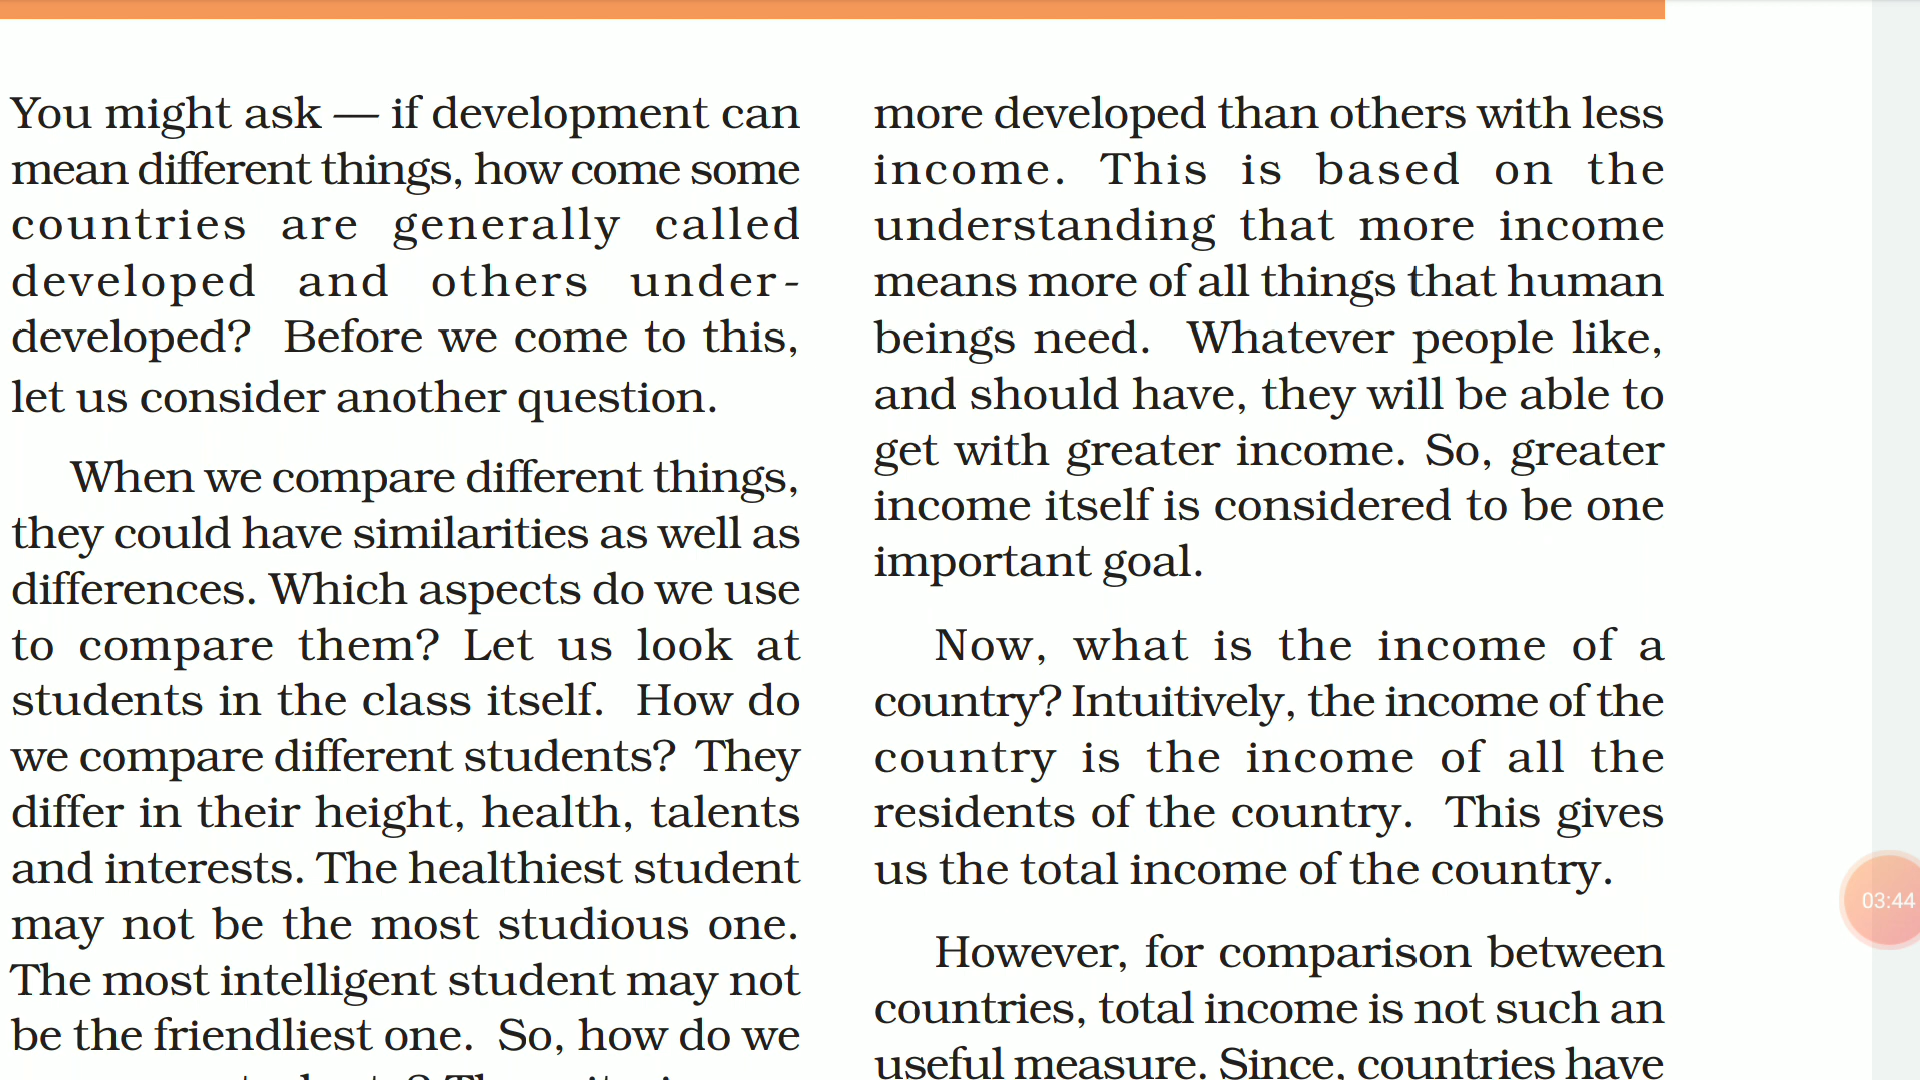 You might ask — if development can
mean different things, how come some
countries are generally called
developed and others under-
developed? Before we come to this,
let us consider another question.
When we compare different things,
they could have similarities as well as
differences. Which aspects do we use
to compare them? Let us look at
students in the class itself. How do
we compare different students? They
differ in their height, health, talents
and interests. The healthiest student
may not be the most studious one.
The most intelligent student may not
be the friendliest one. So, how do we
more developed than others with less
income. This is based on the
understanding that more income
means more of all things that human
beings need. Whatever people like,
and should have, they will be able to
get with greater income. So, greater
income itself is considered to be one
important goal.
Now, what is the income of a
country? Intuitively, the income of the
country is the income of all the
residents of the country. This gives
us the total income of the country.
However, for comparison between
countries, total income is not such an
useful measure. Since, countries have
03:44